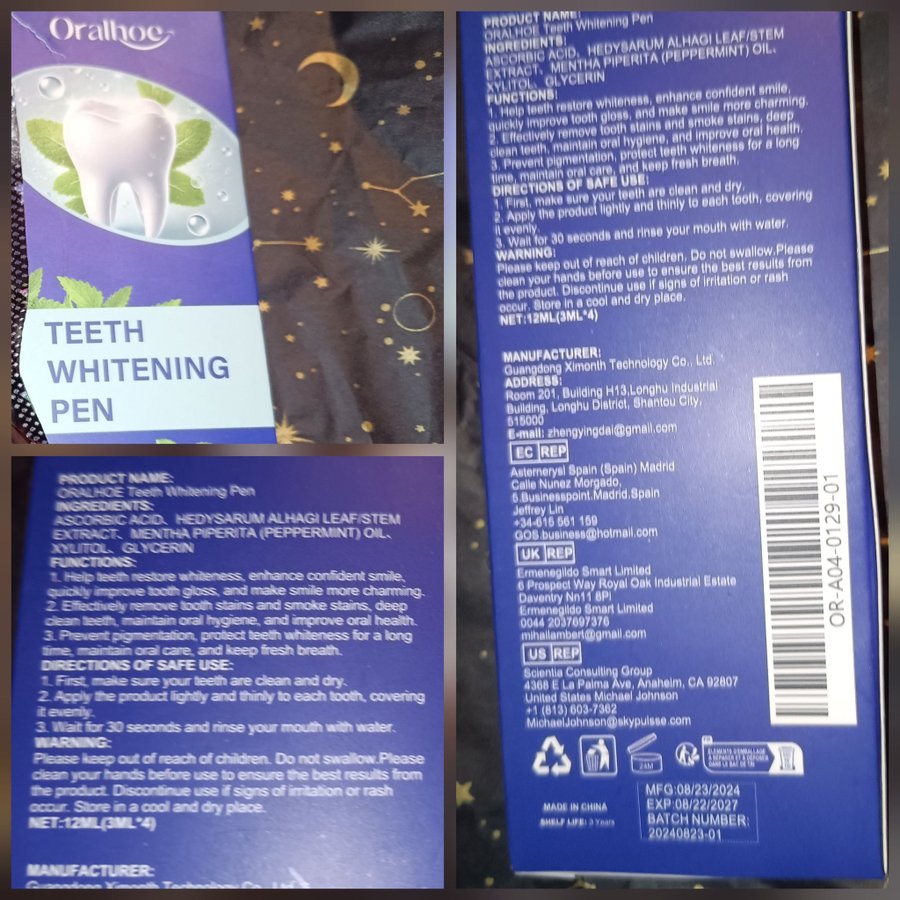 Oralhoe
TEETH
WHITENING
PEN
PRODUCT NAME:
ORALHOE Teeth Whitening Pen
INGREDIENTS:
ASCORBIC ACID、 HEDYSARUM ALHAGI LEAF/STEM
EXTRACT、 MENTHA PIPERITA (PEPPERMINT) OIL、
XYLITOL、 GLYCERIN
FUNCTIONS:
1. Help teeth restore whiteness, enhance confident smile,
quickly improve tooth gloss, and make smile more charming.
2. Effectively remove tooth stains and smoke stains, deep
clean teeth, maintain oral hygiene, and improve oral health.
3. Prevent pigmentation, protect teeth whiteness for a long
time, maintain oral care, and keep fresh breath.
DIRECTIONS OF SAFE USE:
1. First, make sure your teeth are clean and dry.
2. Apply the product lightly and thinly to each tooth, covering
it evenly.
3. Wait for 30 seconds and rinse your mouth with water.
WARNING:
Please keep out of reach of children. Do not swallow.Please
clean your hands before use to ensure the best results from
the product. Discontinue use if signs of irritation or rash
occur. Store in a cool and dry place.
NET:12ML(3ML*4)
MANUFACTURER:
Guangdong Ximonth Technology Co., Ltd.
PRODUCT NAME:
ORALHOE Teeth Whitening Pen
INGREDIENTS:
ASCORBIC ACID、 HEDYSARUM ALHAGI LEAF/STEM
EXTRACT、 MENTHA PIPERITA (PEPPERMINT) OIL、
XYLITOL、 GLYCERIN
FUNCTIONS:
1. Help teeth restore whiteness, enhance confident smile,
quickly improve tooth gloss, and make smile more charming.
2. Effectively remove tooth stains and smoke stains, deep
clean teeth, maintain oral hygiene, and improve oral health.
3. Prevent pigmentation, protect teeth whiteness for a long
time, maintain oral care, and keep fresh breath.
DIRECTIONS OF SAFE USE:
1. First, make sure your teeth are clean and dry.
2. Apply the product lightly and thinly to each tooth, covering
it evenly.
3. Wait for 30 seconds and rinse your mouth with water.
WARNING:
Please keep out of reach of children. Do not swallow.Please
clean your hands before use to ensure the best results from
the product. Discontinue use if signs of irritation or rash
occur. Store in a cool and dry place.
NET:12ML(3ML*4)
MANUFACTURER:
Guangdong Ximonth Technology Co., Ltd.
ADDRESS:
Room 201, Building H13,Longhu Industrial
Building, Longhu District, Shantou City,
515000
E-mail: zhengyingdai@gmail.com
EC REP
Asternerysl Spain (Spain) Madrid
Calle Nunez Morgado,
5.Businesspoint.Madrid.Spain
Jeffrey Lin
+34-615 561 159
GOS.business@hotmail.com
UK REP
Ermenegildo Smart Limited
6 Prospect Way Royal Oak Industrial Estate
Daventry Nn11 8Pl
Ermenegildo Smart Limited
0044 2037697376
mihaIlambert@gmail.com
US REP
Scientia Consulting Group
4368 E La Palma Ave, Anaheim, CA 92807
United States Michael Johnson
+1 (813) 603-7362
MichaelJohnson@skypulsse.com
OR-A04-0129-01
24M
FR
ÉLÉMENTS D'EMBALLAGE
À SÉPARER ET À DÉPOSER
DANS LE BAC DE TRI
MADE IN CHINA
SHELF LIFE: 3 Years
MFG:08/23/2024
EXP:08/22/2027
BATCH NUMBER:
20240823-01